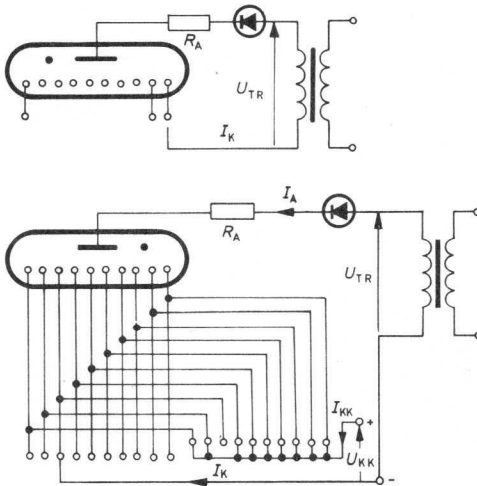 R_A
U_TR
I_K
I_A
R_A
U_TR
I_KK
+
U_KK
I_K
-